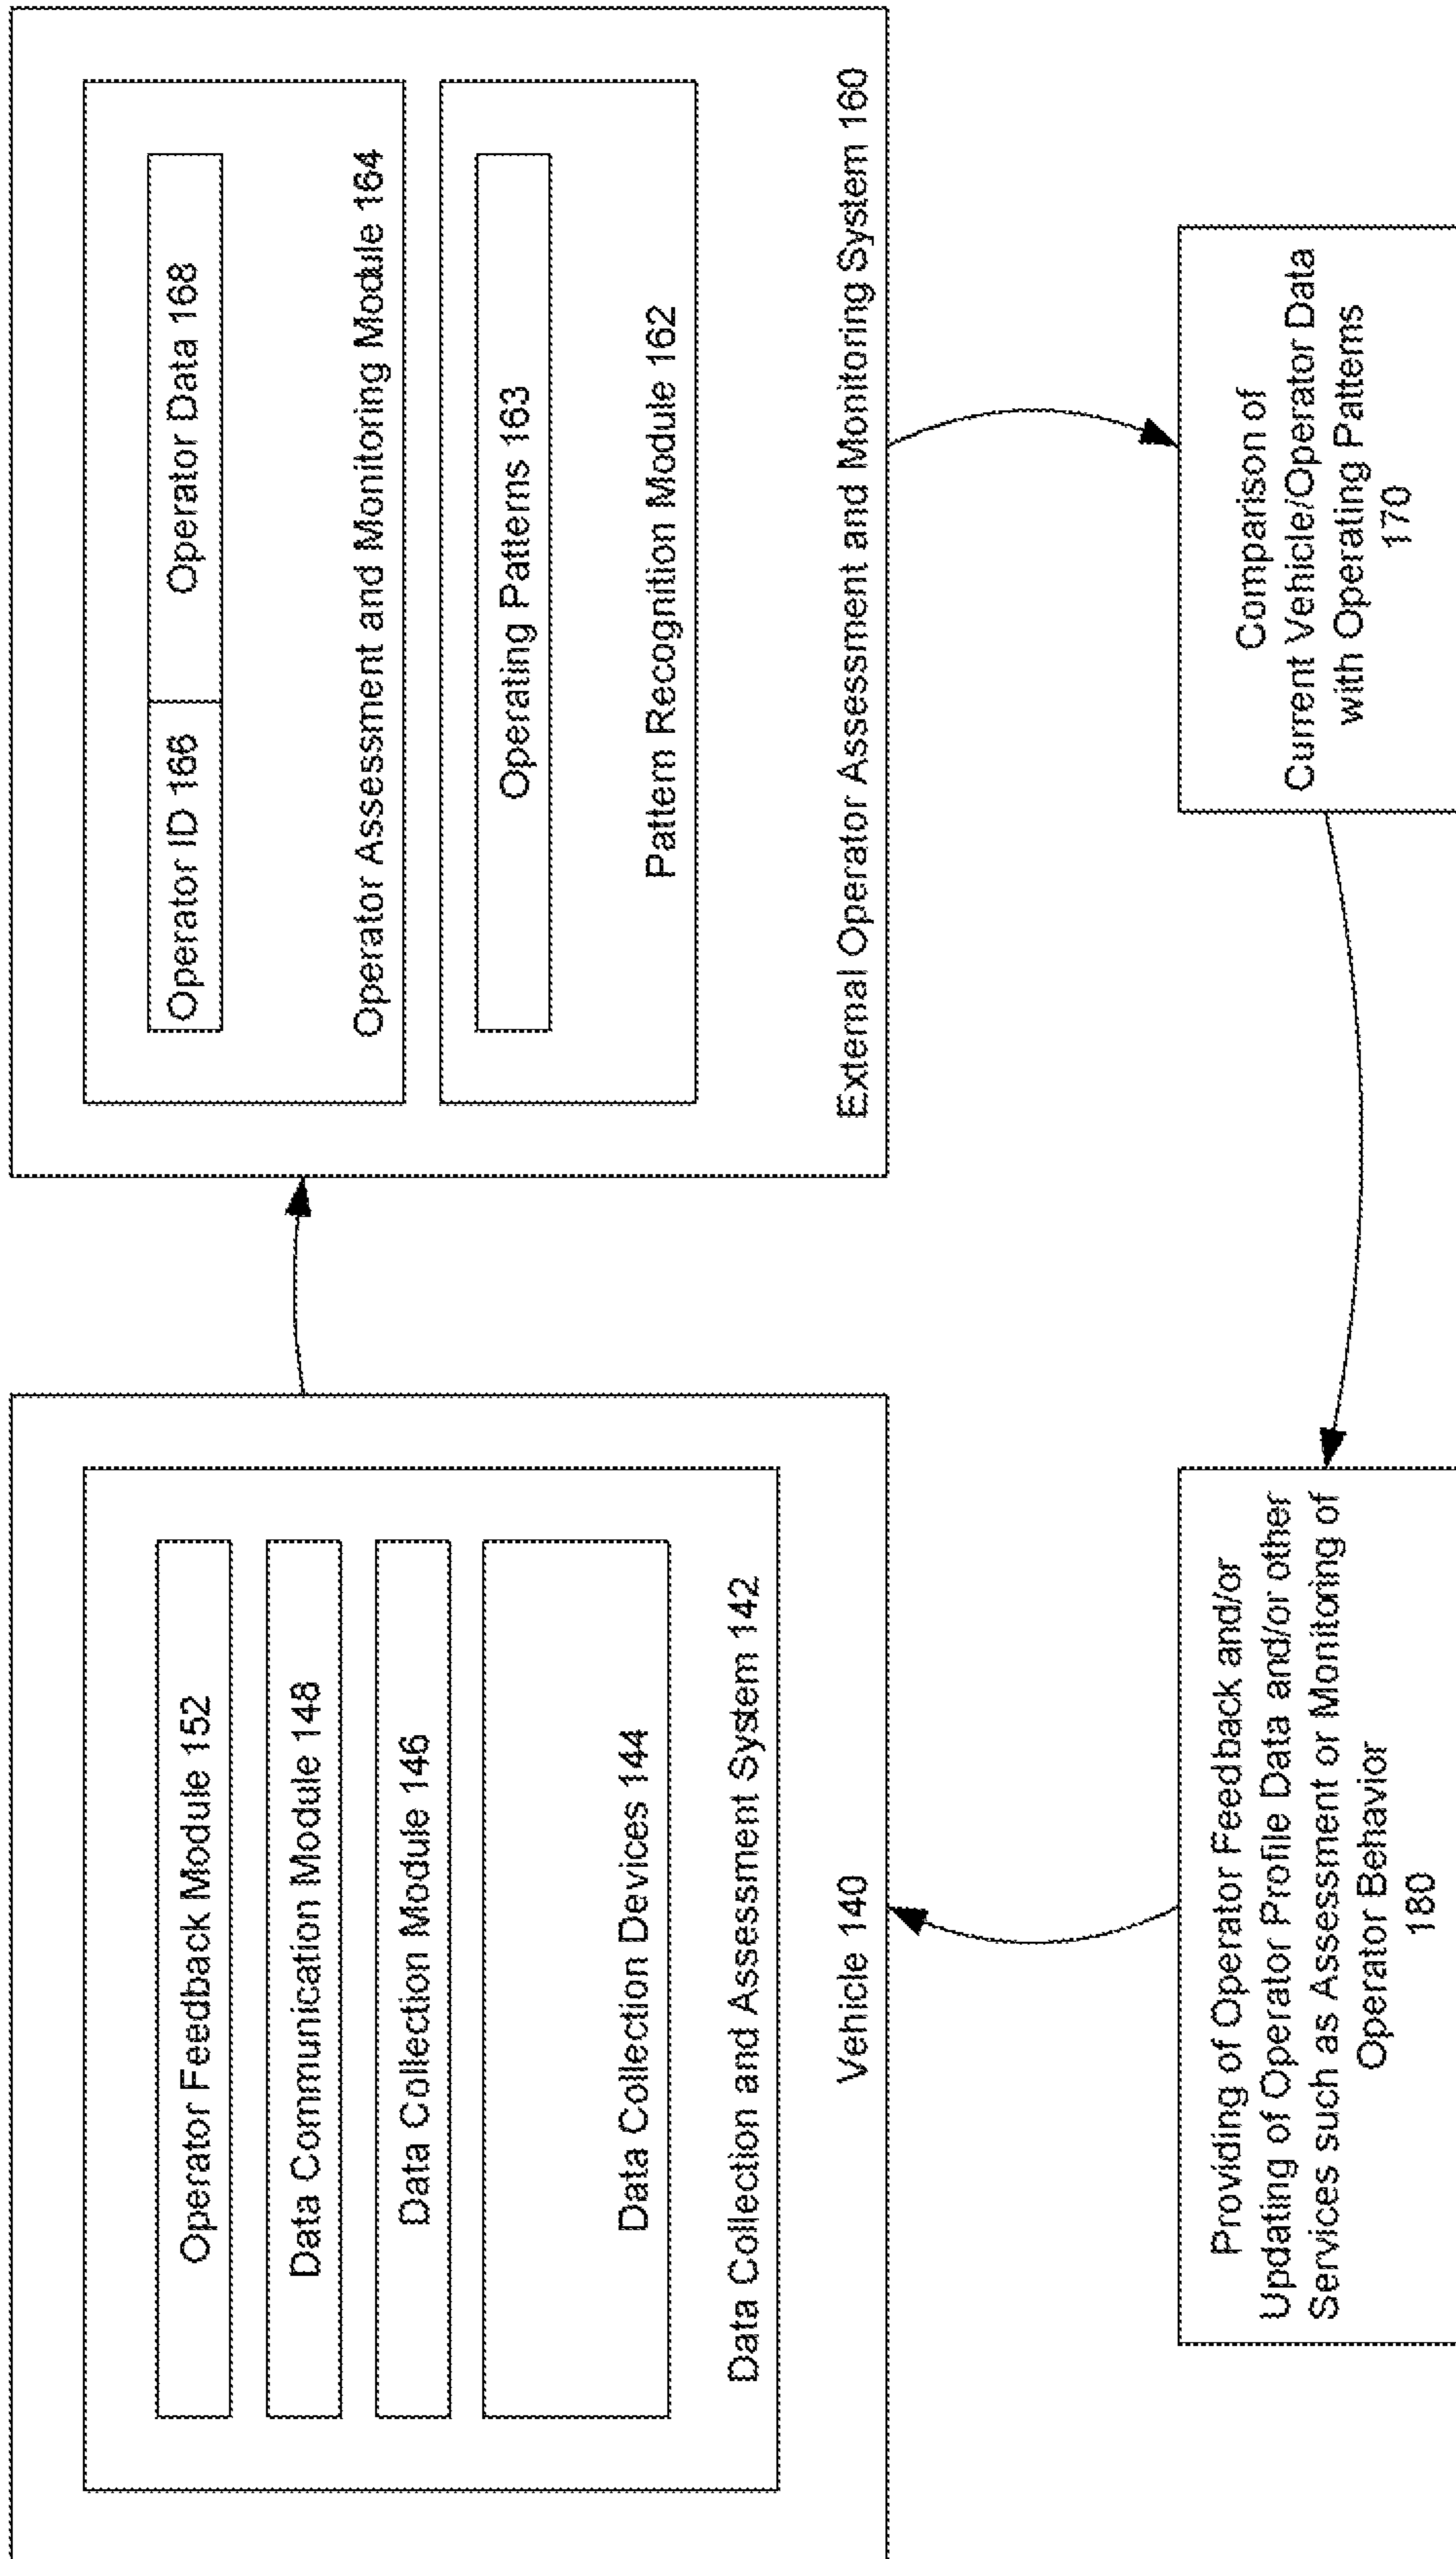 Operator Feedback Module 152
Data Communication Module 148
Data Collection Module 146
Data Collection Devices 144
Data Collection and Assessment System 142
Vehicle 140
Operator ID 166
Operator Data 168
Operator Assessment and Monitoring Module 164
Operating Patterns 163
Pattern Recognition Module 162
External Operator Assessment and Monitoring System 160
Providing of Operator Feedback and/or
Updating of Operator Profile Data and/or other
Services such as Assessment or Monitoring of
Operator Behavior
180
Comparison of
Current Vehicle/Operator Data
with Operating Patterns
170